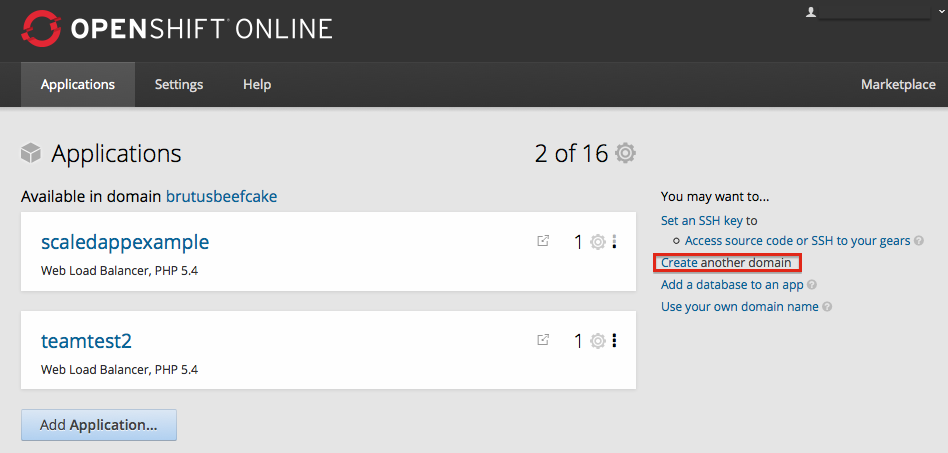 OPENSHIFT ONLINE
Applications Settings Help Marketplace
Applications 2 of 16
Available in domain brutusbeefcake
scaledappexample 1
Web Load Balancer, PHP 5.4
teamtest2 1
Web Load Balancer, PHP 5.4
Add Application...
You may want to...
Set an SSH key to
Access source code or SSH to your gears ?
Create another domain
Add a database to an app ?
Use your own domain name ?